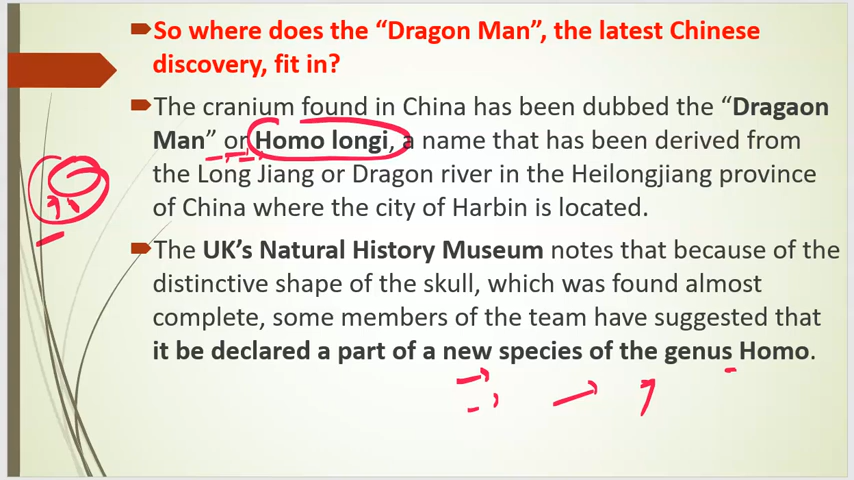 So where does the “Dragon Man”, the latest Chinese
discovery, fit in?
The cranium found in China has been dubbed the “Dragaon
Man” or Homo longi, a name that has been derived from
the Long Jiang or Dragon river in the Heilongjiang province
of China where the city of Harbin is located.
The UK’s Natural History Museum notes that because of the
distinctive shape of the skull, which was found almost
complete, some members of the team have suggested that
it be declared a part of a new species of the genus Homo.